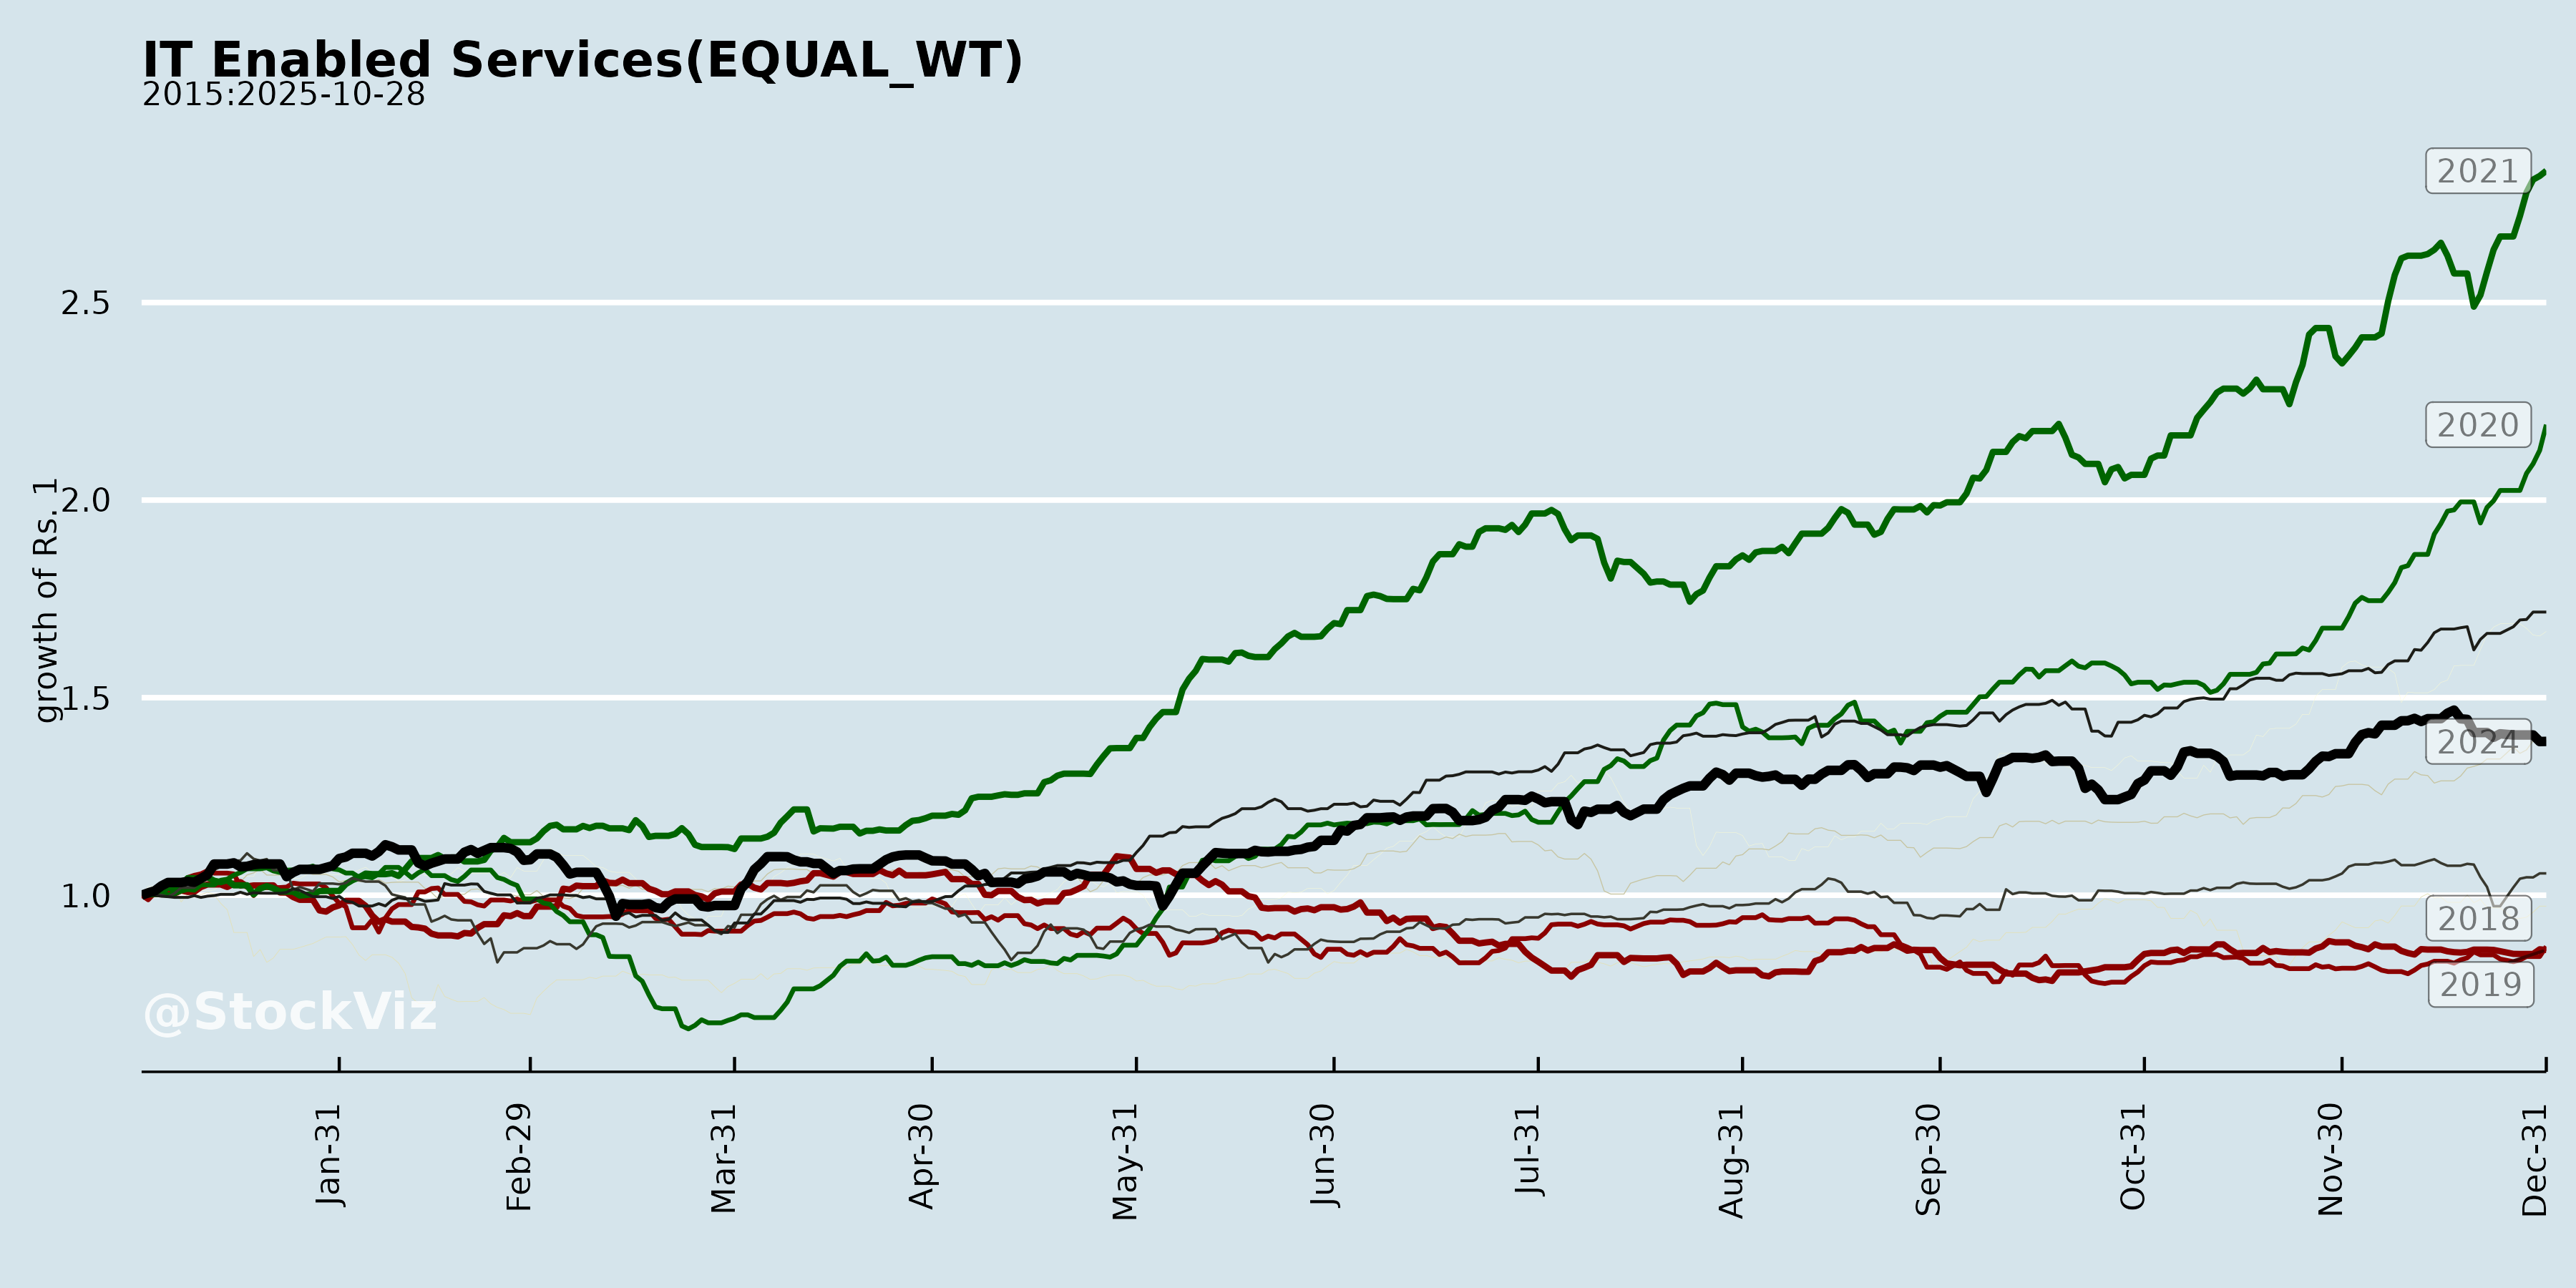 IT Enabled Services(EQUAL_WT)
2015:2025-10-28
growth of Rs. 1
2.5
2.0
1.5
1.0
2021
2020
2024
2018
2019
@StockViz
Jan-31
Feb-29
Mar-31
Apr-30
May-31
Jun-30
Jul-31
Aug-31
Sep-30
Oct-31
Nov-30
Dec-31